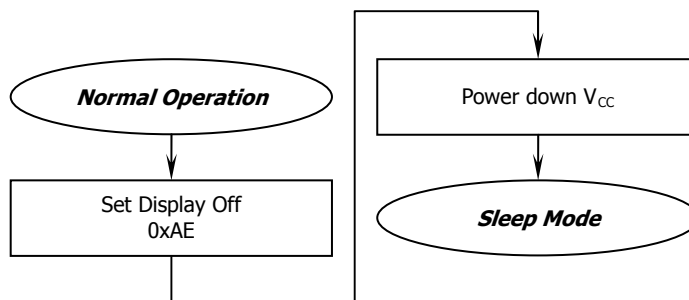 Normal Operation
Set Display Off
0xAE
Power down VCC
Sleep Mode